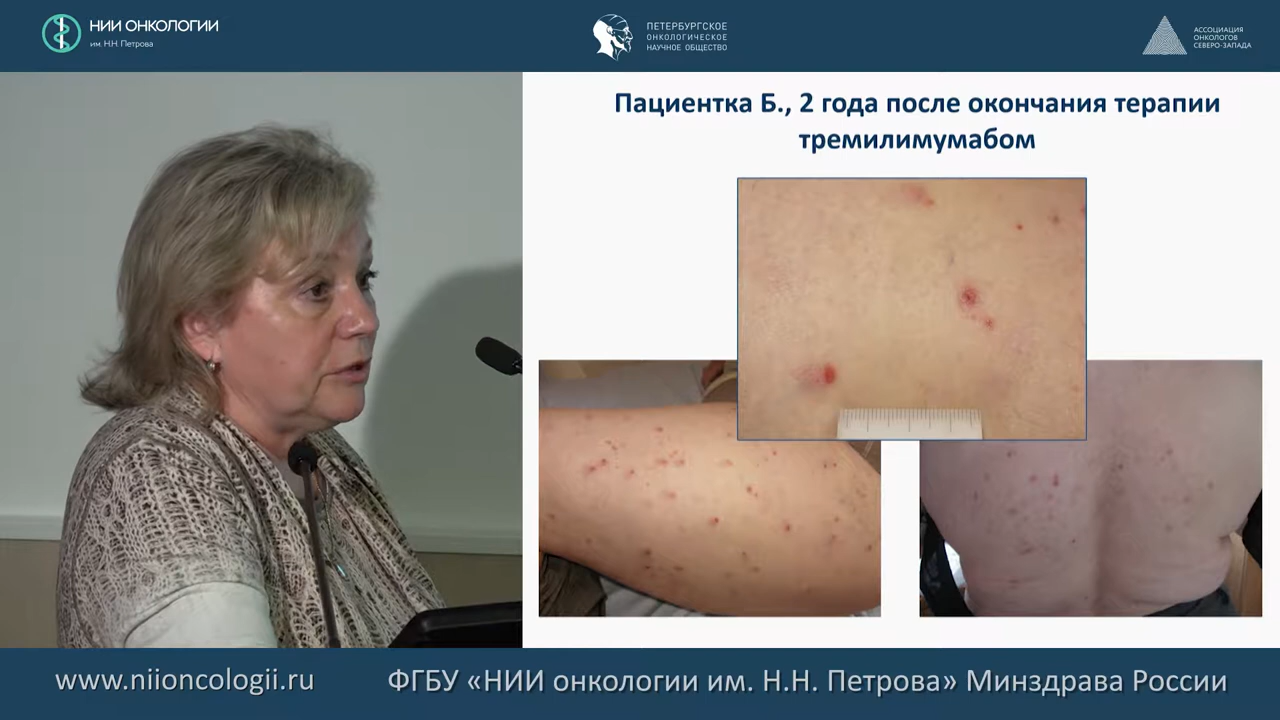 НИИ ОНКОЛОГИИ
им. Н.Н. Петрова
ПЕТЕРБУРГСКОЕ
ОНКОЛОГИЧЕСКОЕ
НАУЧНОЕ ОБЩЕСТВО
АССОЦИАЦИЯ
ОНКОЛОГОВ
СЕВЕРО-ЗАПАДА
Пациентка Б., 2 года после окончания терапии
тремилимумабом
www.niioncologii.ru
ФГБУ «НИИ онкологии им. Н.Н. Петрова» Минздрава России